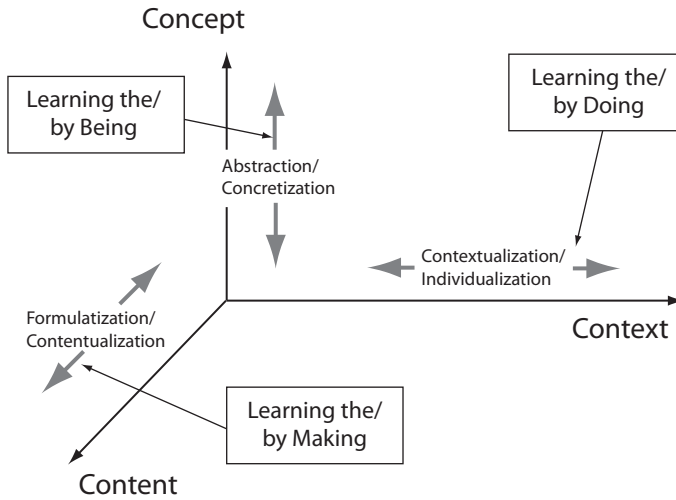 Concept
Learning the/
by Being
Learning the/
by Doing
Abstraction/
Concretization
Contextualization/
Individualization
Formulatization/
Contentualization
Context
Learning the/
by Making
Content